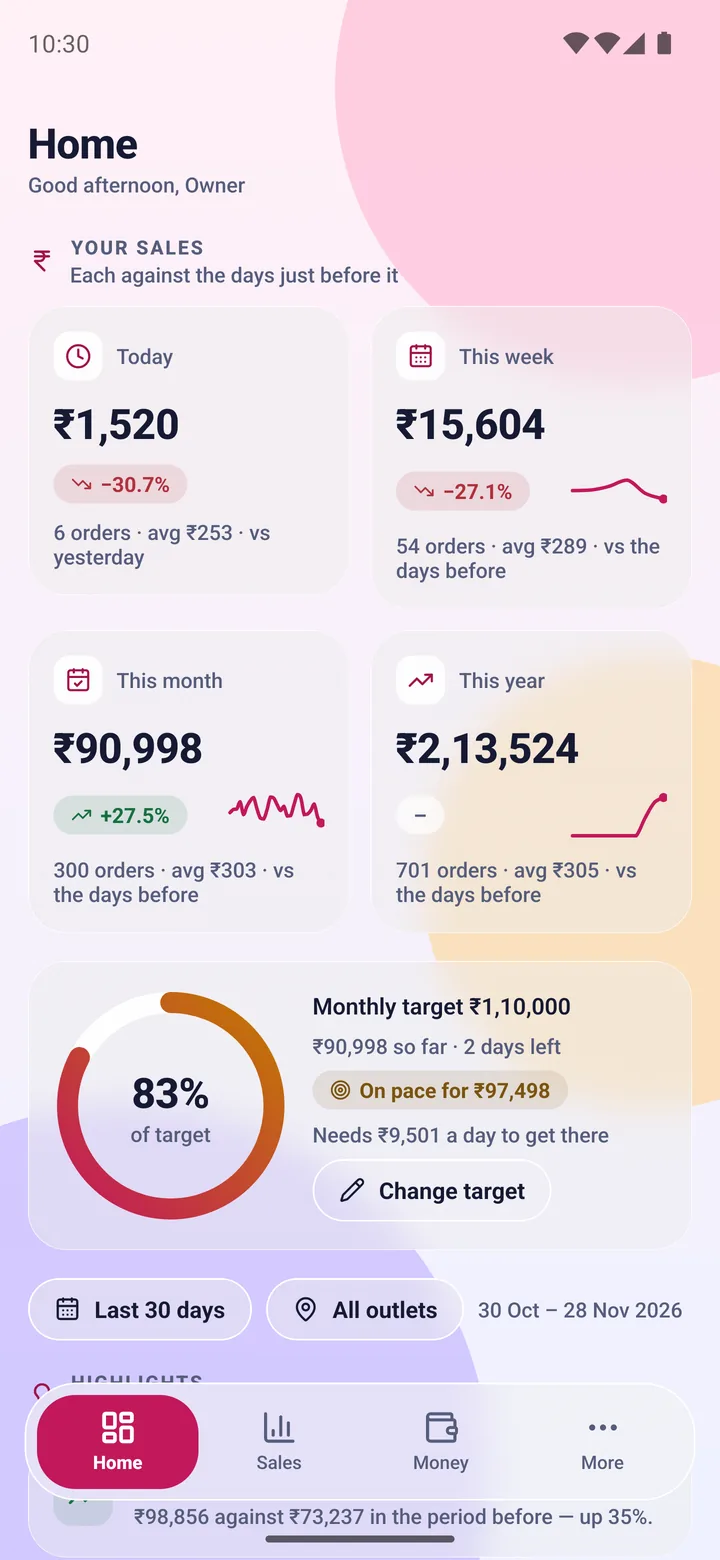 10:30
Home
Good afternoon, Owner
₹ YOUR SALES
Each against the days just before it
Today
₹1,520
−30.7%
6 orders · avg ₹253 · vs
yesterday
This week
₹15,604
−27.1%
54 orders · avg ₹289 · vs the
days before
This month
₹90,998
+27.5%
300 orders · avg ₹303 · vs
the days before
This year
₹2,13,524
–
701 orders · avg ₹305 · vs
the days before
83%
of target
Monthly target ₹1,10,000
₹90,998 so far · 2 days left
On pace for ₹97,498
Needs ₹9,501 a day to get there
Change target
Last 30 days
All outlets
30 Oct – 28 Nov 2026
HIGHLIGHTS
Home
Sales
Money
More
₹98,856 against ₹73,237 in the period before — up 35%.